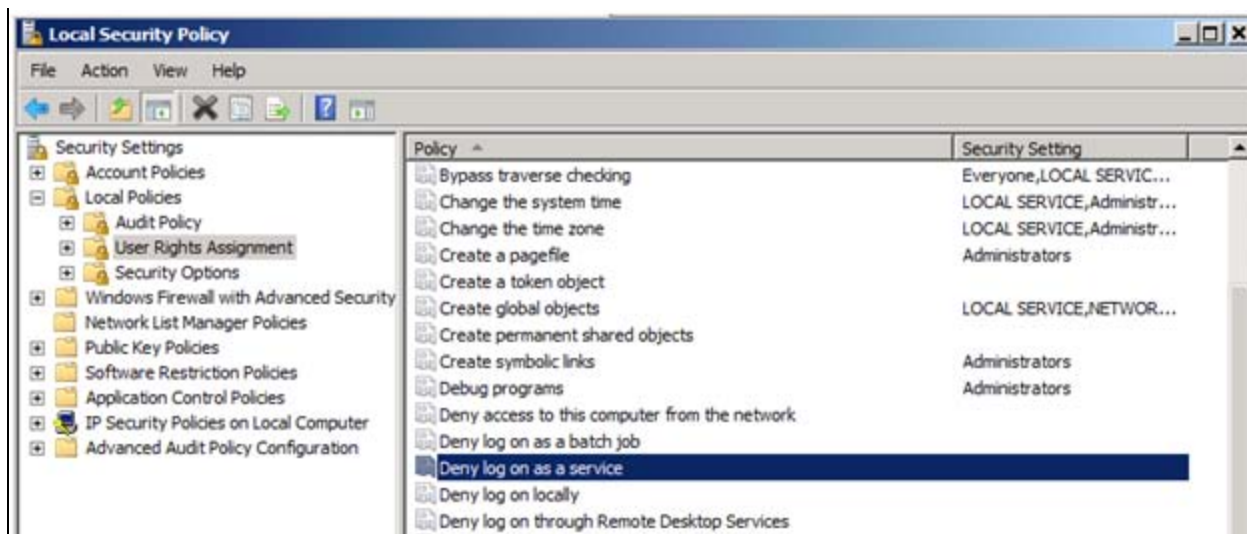 Local Security Policy
File Action View Help
Security Settings
Account Policies
Local Policies
Audit Policy
User Rights Assignment
Security Options
Windows Firewall with Advanced Security
Network List Manager Policies
Public Key Policies
Software Restriction Policies
Application Control Policies
IP Security Policies on Local Computer
Advanced Audit Policy Configuration
Policy Security Setting
Bypass traverse checking Everyone,LOCAL SERVIC...
Change the system time LOCAL SERVICE,Administr...
Change the time zone LOCAL SERVICE,Administr...
Create a pagefile Administrators
Create a token object
Create global objects LOCAL SERVICE,NETWOR...
Create permanent shared objects
Create symbolic links Administrators
Debug programs Administrators
Deny access to this computer from the network
Deny log on as a batch job
Deny log on as a service
Deny log on locally
Deny log on through Remote Desktop Services